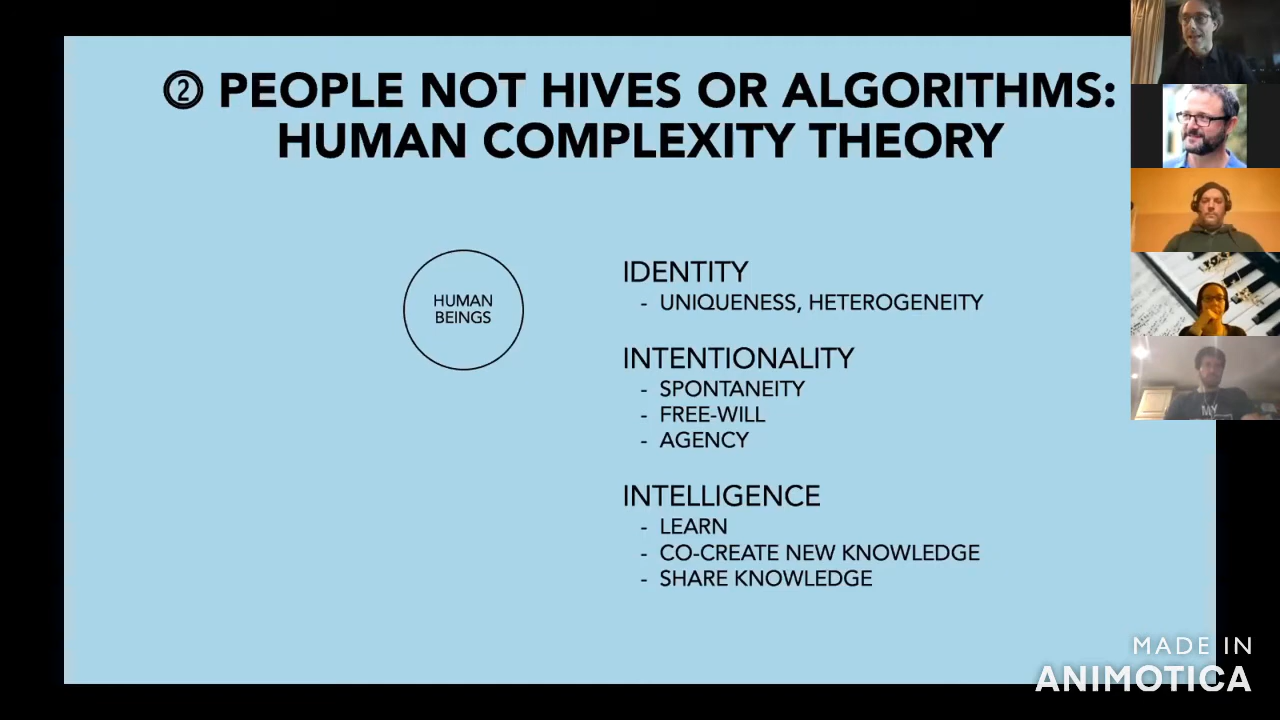 ② PEOPLE NOT HIVES OR ALGORITHMS:
HUMAN COMPLEXITY THEORY
HUMAN
BEINGS
IDENTITY
- UNIQUENESS, HETEROGENEITY
INTENTIONALITY
- SPONTANEITY
- FREE-WILL
- AGENCY
INTELLIGENCE
- LEARN
- CO-CREATE NEW KNOWLEDGE
- SHARE KNOWLEDGE
MY
MADE IN
ANIMOTICA